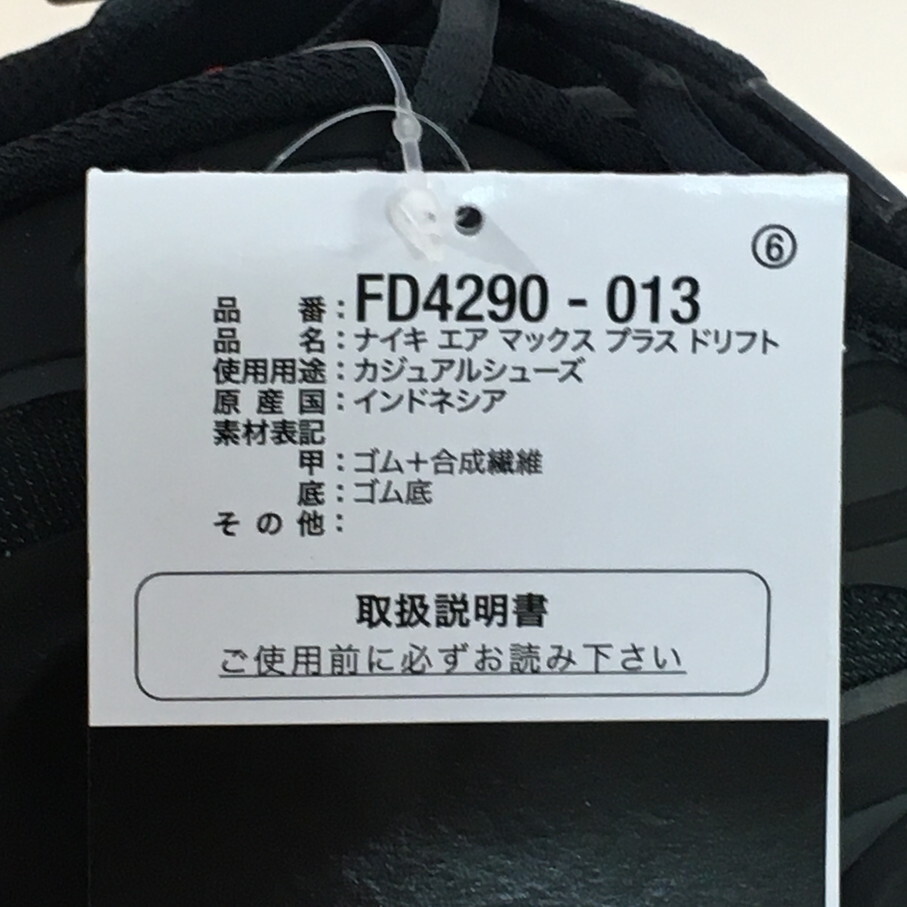 ⑥
品番：FD4290 - 013
品名：ナイキ エア マックス プラス ドリフト
使用用途：カジュアルシューズ
原産国：インドネシア
素材表記
甲：ゴム＋合成繊維
底：ゴム底
その他：
取扱説明書
ご使用前に必ずお読み下さい